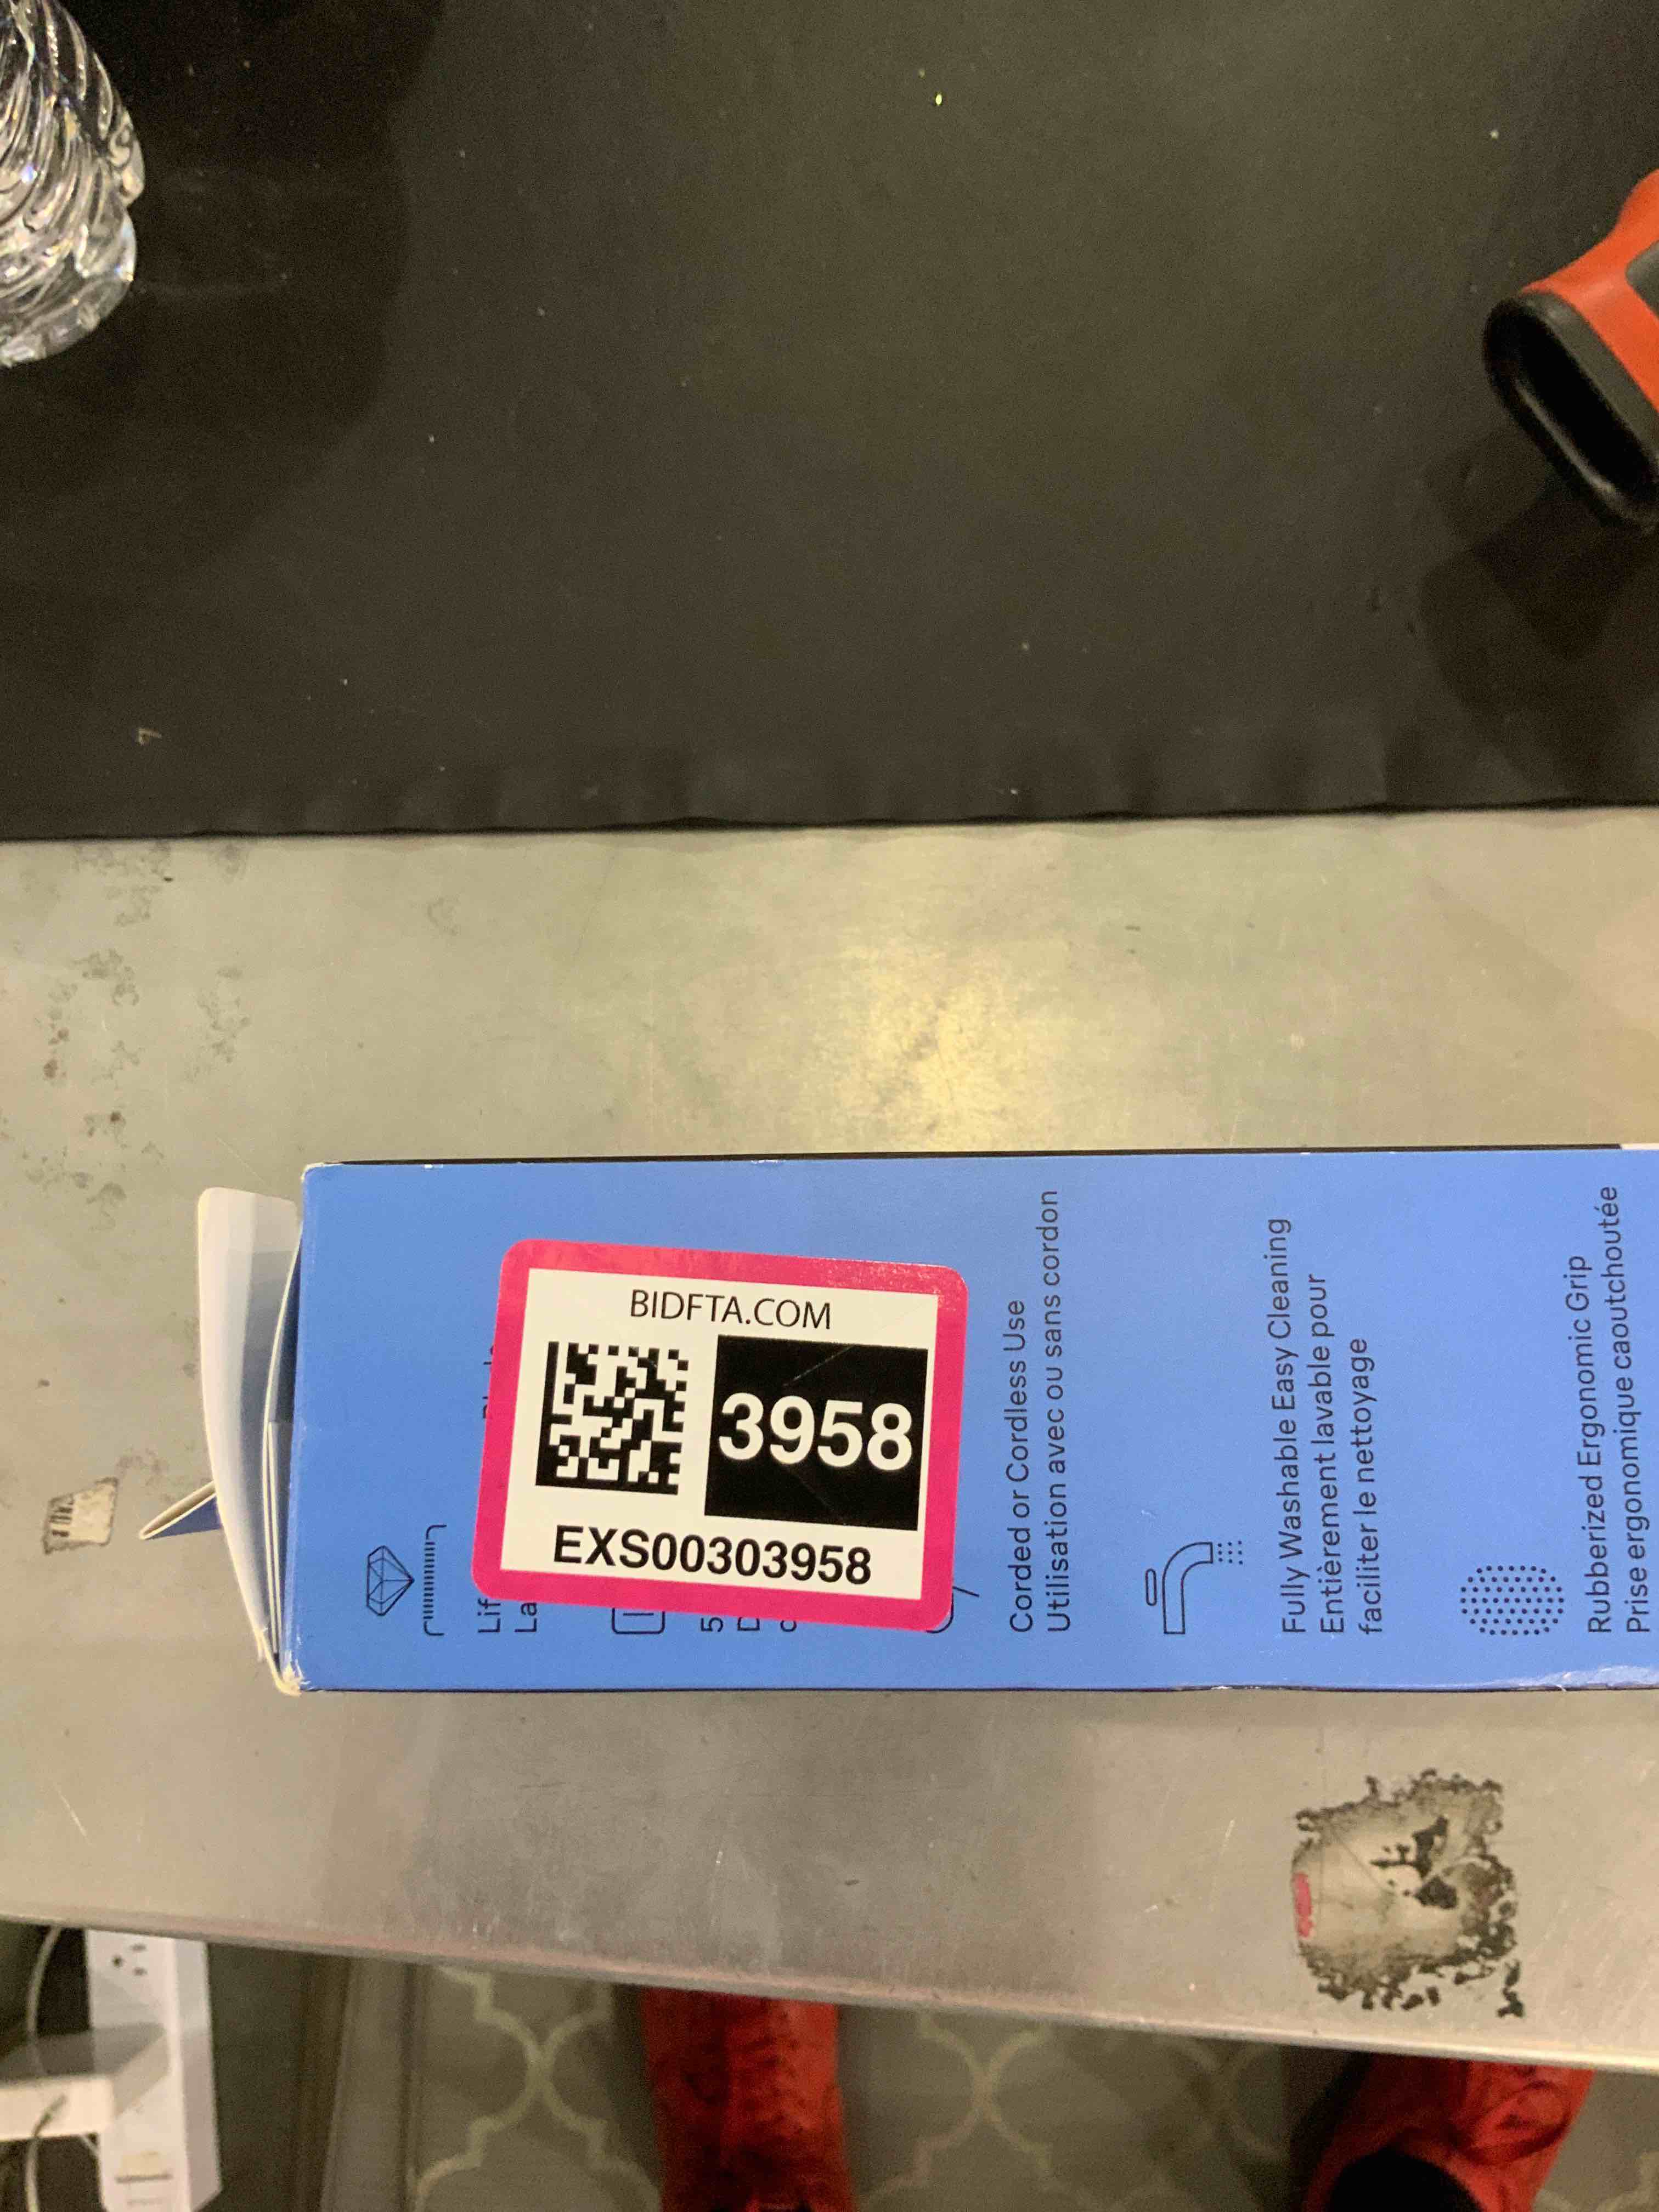 BIDFTA.COM
3958
EXS00303958
Corded or Cordless Use
Utilisation avec ou sans cordon
Fully Washable Easy Cleaning
Entièrement lavable pour
faciliter le nettoyage
Rubberized Ergonomic Grip
Prise ergonomique caoutchoutée